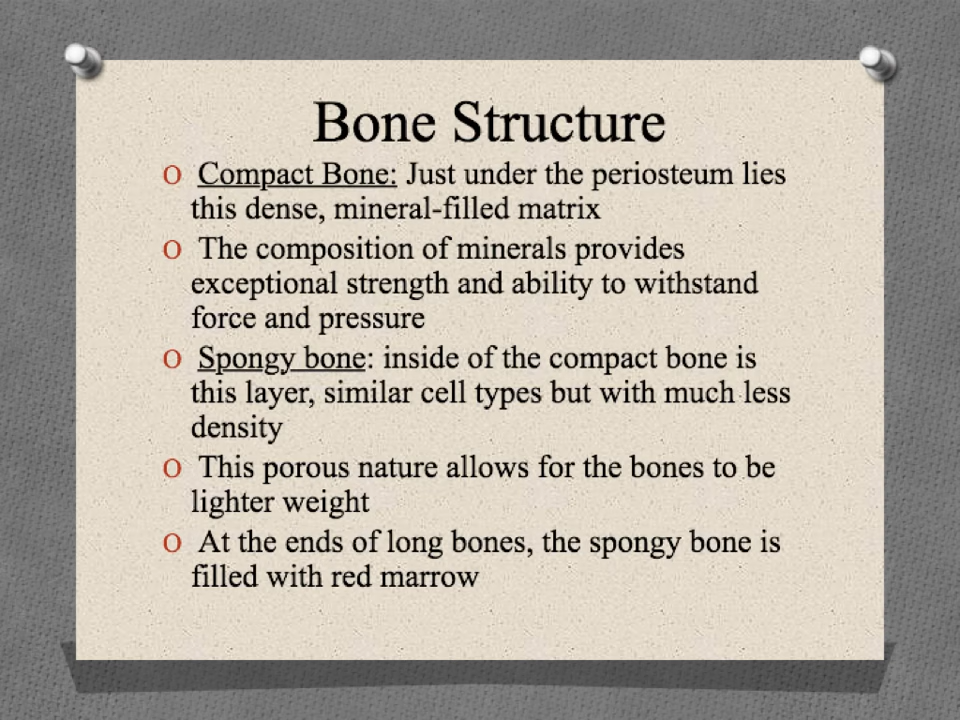 Bone Structure
O Compact Bone: Just under the periosteum lies
this dense, mineral-filled matrix
O The composition of minerals provides
exceptional strength and ability to withstand
force and pressure
O Spongy bone: inside of the compact bone is
this layer, similar cell types but with much less
density
O This porous nature allows for the bones to be
lighter weight
O At the ends of long bones, the spongy bone is
filled with red marrow